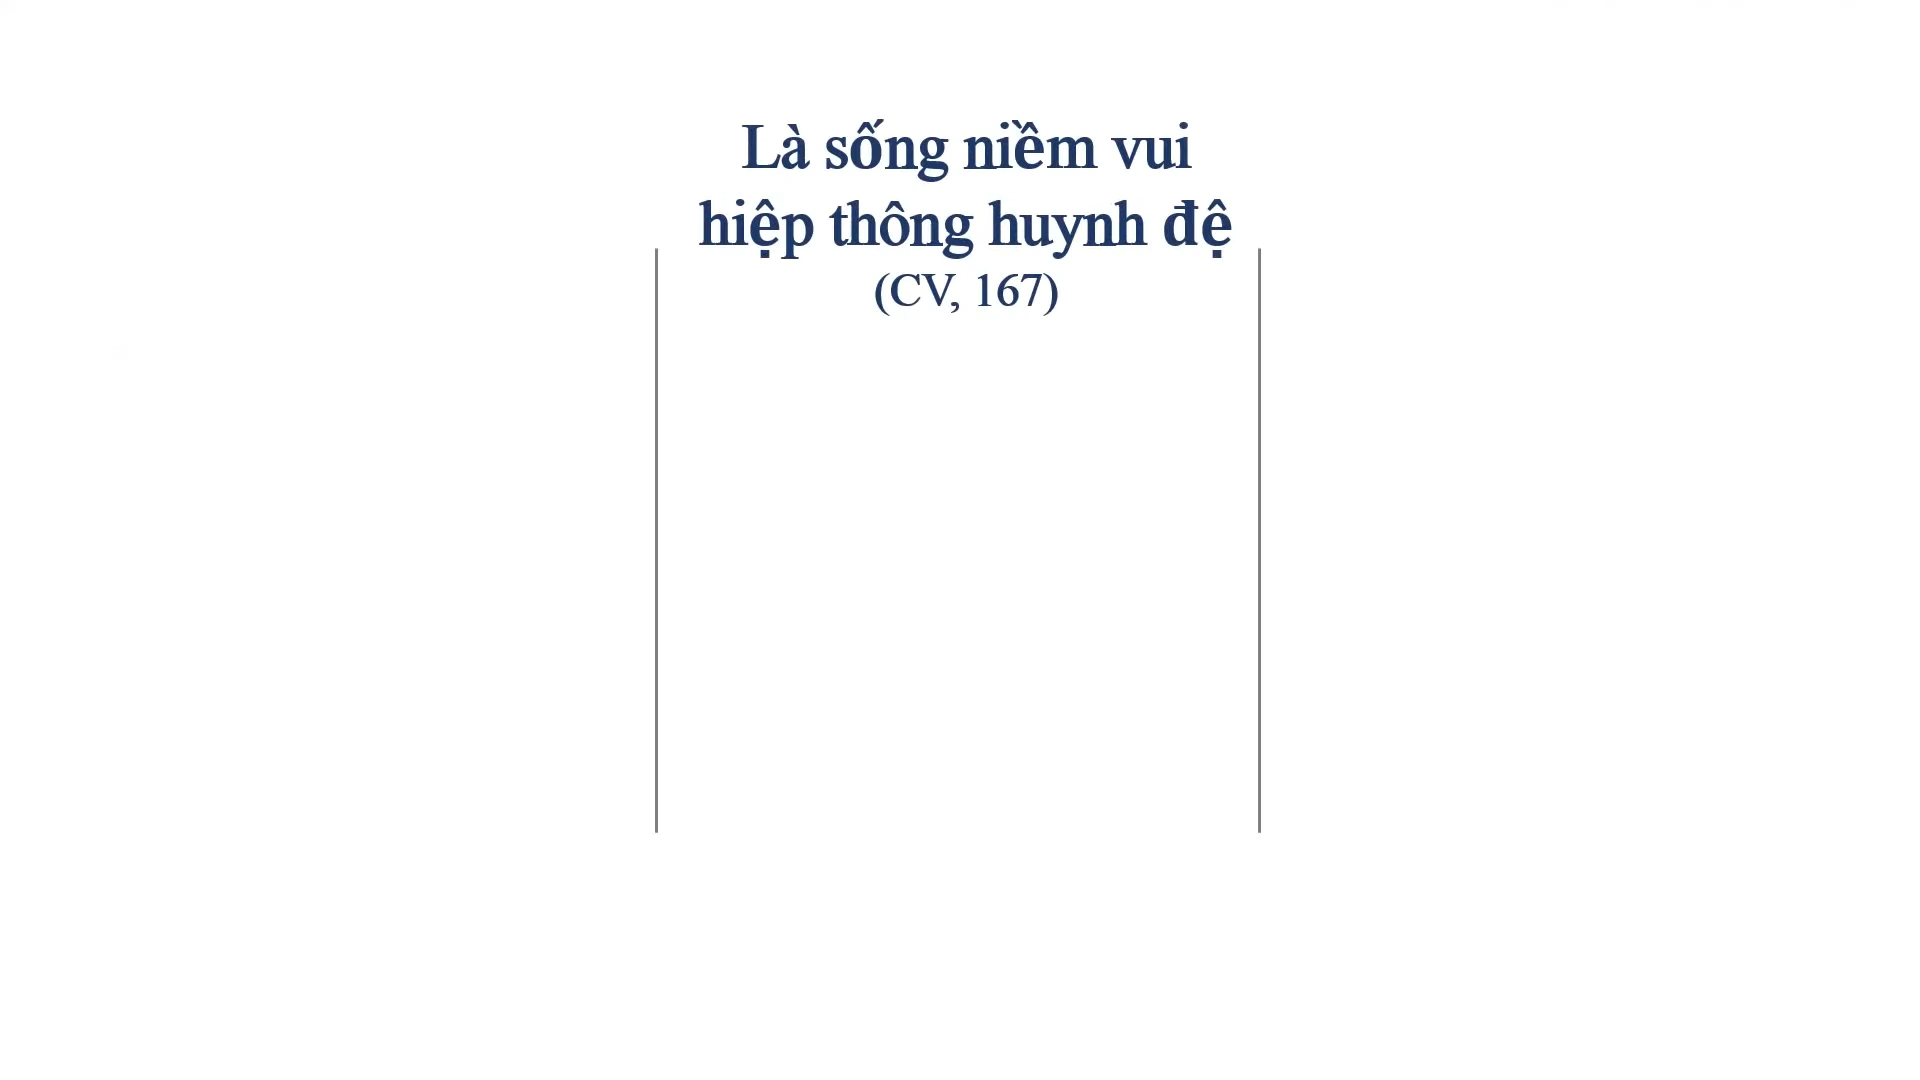 Là sống niềm vui
hiệp thông huynh đệ
(CV, 167)